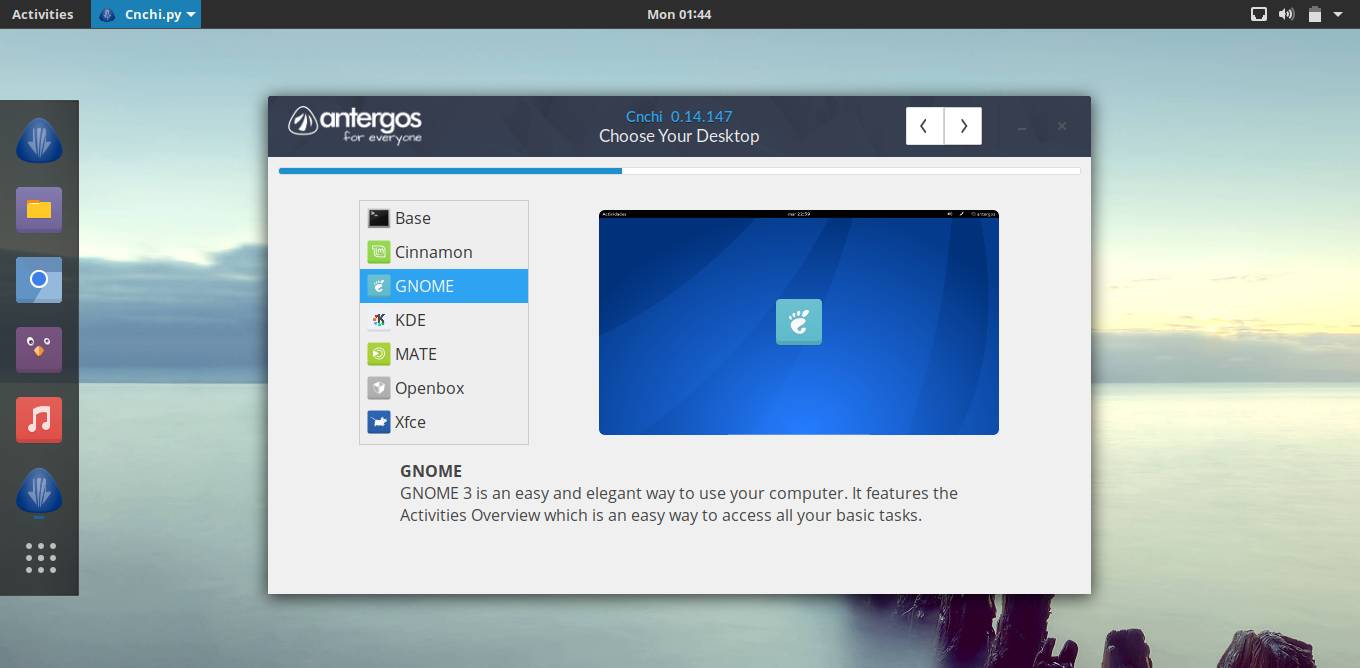 Activities
Cnchi.py
Mon 01:44
antergos
for everyone
Cnchi 0.14.147
Choose Your Desktop
Base
Cinnamon
GNOME
KDE
MATE
Openbox
Xfce
Actividades
mar 22:59
antergos
GNOME
GNOME 3 is an easy and elegant way to use your computer. It features the
Activities Overview which is an easy way to access all your basic tasks.